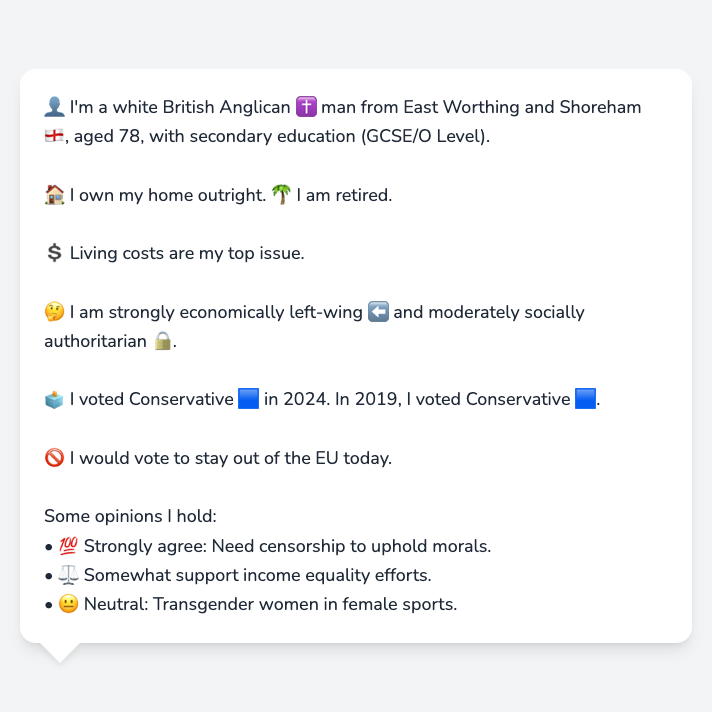 👤 I'm a white British Anglican ✝️ man from East Worthing and Shoreham
🏴󠁧󠁢󠁥󠁮󠁧󠁿, aged 78, with secondary education (GCSE/O Level).
🏠 I own my home outright. 🌴 I am retired.
💲 Living costs are my top issue.
🤔 I am strongly economically left-wing ⬅️ and moderately socially
authoritarian 🔒.
🗳️ I voted Conservative 🟦 in 2024. In 2019, I voted Conservative 🟦.
🚫 I would vote to stay out of the EU today.
Some opinions I hold:
• 💯 Strongly agree: Need censorship to uphold morals.
• ⚖️ Somewhat support income equality efforts.
• 😐 Neutral: Transgender women in female sports.